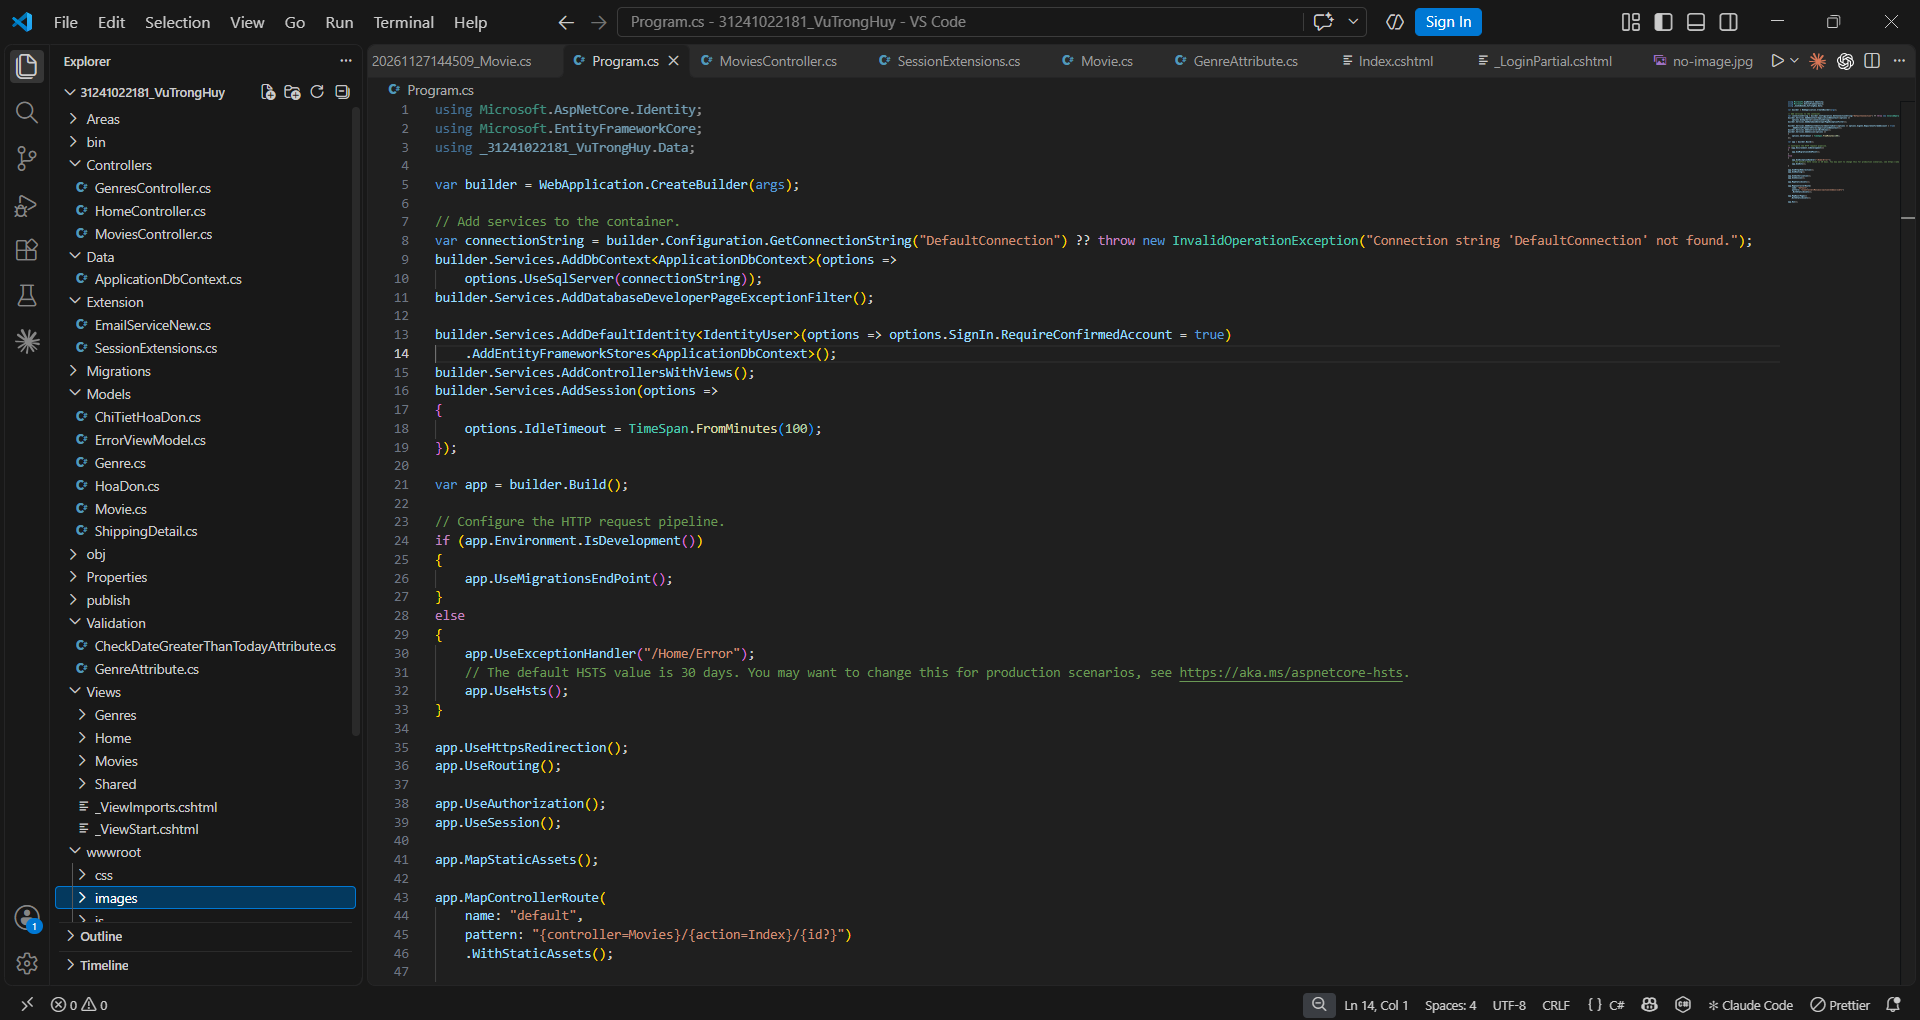 File Edit Selection View Go Run Terminal Help
Program.cs - 31241022181_VuTrongHuy - VS Code
Sign In
Explorer
31241022181_VuTrongHuy
Areas
bin
Controllers
GenresController.cs
HomeController.cs
MoviesController.cs
Data
ApplicationDbContext.cs
Extension
EmailServiceNew.cs
SessionExtensions.cs
Migrations
Models
ChiTietHoaDon.cs
ErrorViewModel.cs
Genre.cs
HoaDon.cs
Movie.cs
ShippingDetail.cs
obj
Properties
publish
Validation
CheckDateGreaterThanTodayAttribute.cs
GenreAttribute.cs
Views
Genres
Home
Movies
Shared
_ViewImports.cshtml
_ViewStart.cshtml
wwwroot
css
images
js
Outline
Timeline
20261127144509_Movie.cs Program.cs MoviesController.cs SessionExtensions.cs Movie.cs GenreAttribute.cs Index.cshtml _LoginPartial.cshtml no-image.jpg
Program.cs
1 using Microsoft.AspNetCore.Identity;
2 using Microsoft.EntityFrameworkCore;
3 using _31241022181_VuTrongHuy.Data;
4
5 var builder = WebApplication.CreateBuilder(args);
6
7 // Add services to the container.
8 var connectionString = builder.Configuration.GetConnectionString("DefaultConnection") ?? throw new InvalidOperationException("Connection string 'DefaultConnection' not found.");
9 builder.Services.AddDbContext<ApplicationDbContext>(options =>
10 options.UseSqlServer(connectionString));
11 builder.Services.AddDatabaseDeveloperPageExceptionFilter();
12
13 builder.Services.AddDefaultIdentity<IdentityUser>(options => options.SignIn.RequireConfirmedAccount = true)
14 .AddEntityFrameworkStores<ApplicationDbContext>();
15 builder.Services.AddControllersWithViews();
16 builder.Services.AddSession(options =>
17 {
18 options.IdleTimeout = TimeSpan.FromMinutes(100);
19 });
20
21 var app = builder.Build();
22
23 // Configure the HTTP request pipeline.
24 if (app.Environment.IsDevelopment())
25 {
26 app.UseMigrationsEndPoint();
27 }
28 else
29 {
30 app.UseExceptionHandler("/Home/Error");
31 // The default HSTS value is 30 days. You may want to change this for production scenarios, see https://aka.ms/aspnetcore-hsts.
32 app.UseHsts();
33 }
34
35 app.UseHttpsRedirection();
36 app.UseRouting();
37
38 app.UseAuthorization();
39 app.UseSession();
40
41 app.MapStaticAssets();
42
43 app.MapControllerRoute(
44 name: "default",
45 pattern: "{controller=Movies}/{action=Index}/{id?}")
46 .WithStaticAssets();
47
1
0 0
Ln 14, Col 1 Spaces: 4 UTF-8 CRLF { } C# Claude Code Prettier